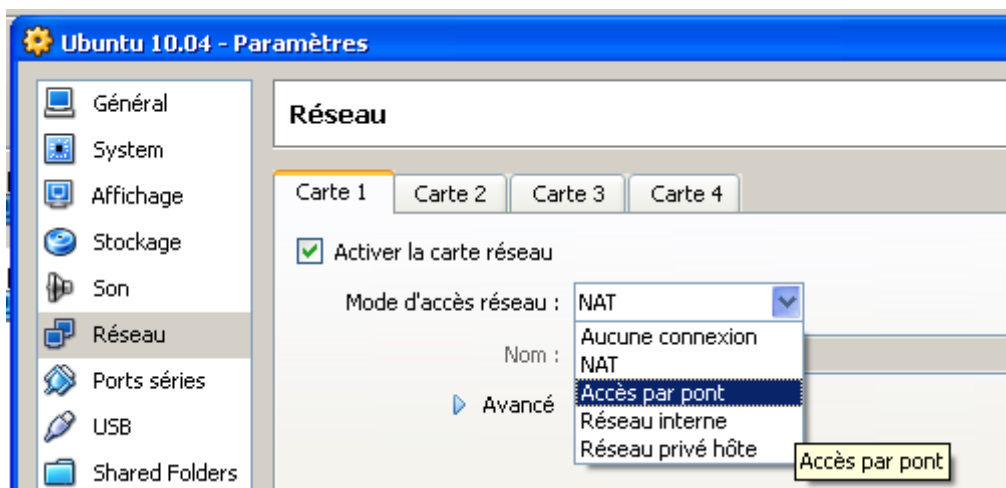 Ubuntu 10.04 - Paramètres
Général
System
Affichage
Stockage
Son
Réseau
Ports séries
USB
Shared Folders
Réseau
Carte 1 Carte 2 Carte 3 Carte 4
Activer la carte réseau
Mode d'accès réseau : NAT
Aucune connexion
NAT
Accès par pont
Réseau interne
Réseau privé hôte
Nom :
Avancé
Accès par pont